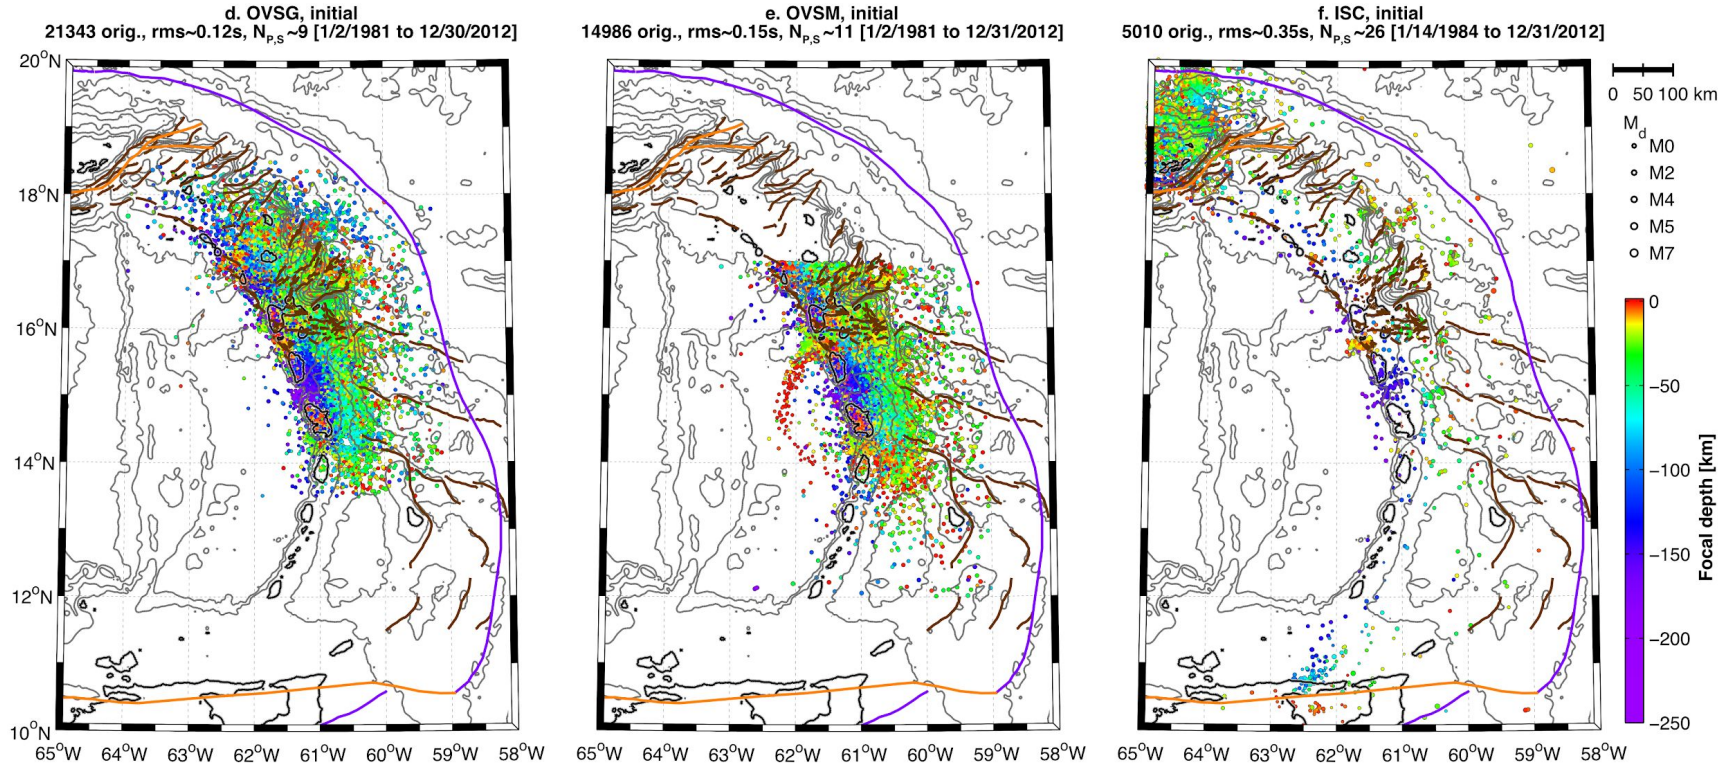 d. OVSG, initial
21343 orig., rms~0.12s, N_P,S ~9 [1/2/1981 to 12/30/2012]
e. OVSM, initial
14986 orig., rms~0.15s, N_P,S ~11 [1/2/1981 to 12/31/2012]
f. ISC, initial
5010 orig., rms~0.35s, N_P,S ~26 [1/14/1984 to 12/31/2012]
20°N
18°N
16°N
14°N
12°N
10°N
65°W 64°W 63°W 62°W 61°W 60°W 59°W 58°W
65°W 64°W 63°W 62°W 61°W 60°W 59°W 58°W
65°W 64°W 63°W 62°W 61°W 60°W 59°W 58°W
0 50 100 km
M_d
M0
M2
M4
M5
M7
0
−50
−100
−150
−200
−250
Focal depth [km]